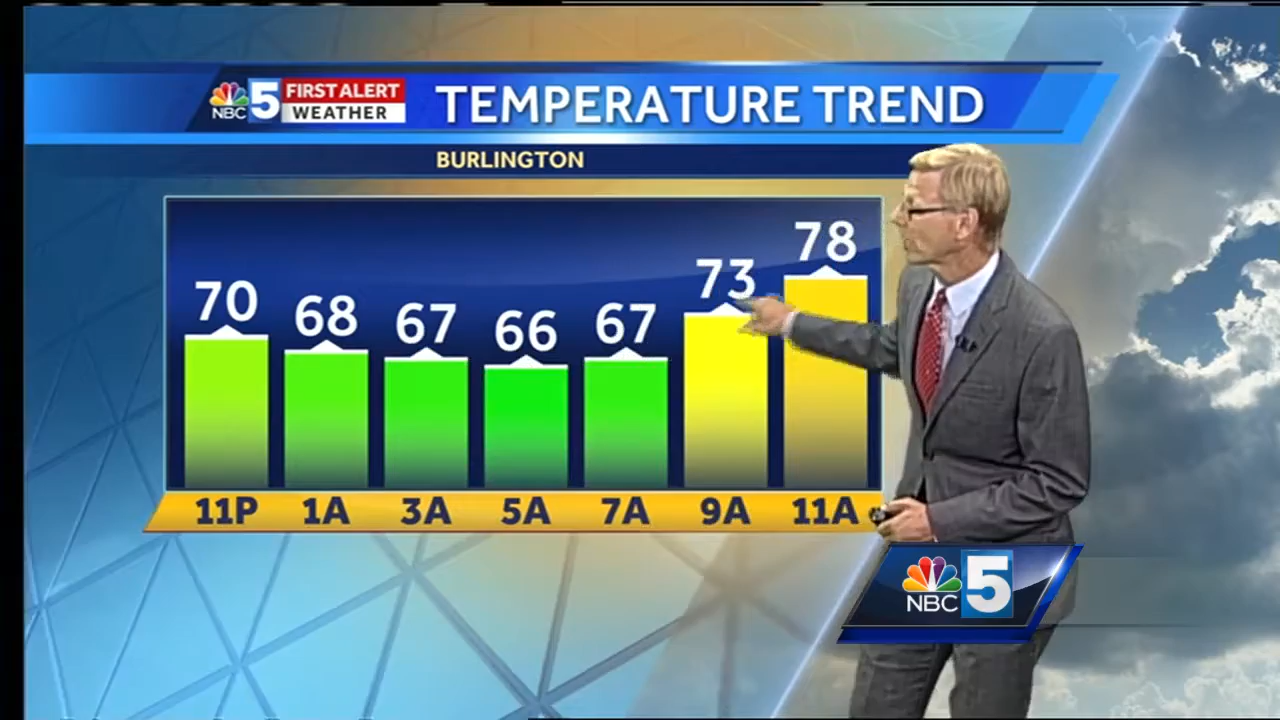 NBC 5 FIRST ALERT WEATHER
TEMPERATURE TREND
BURLINGTON
70 68 67 66 67 73 78
11P 1A 3A 5A 7A 9A 11A
NBC 5